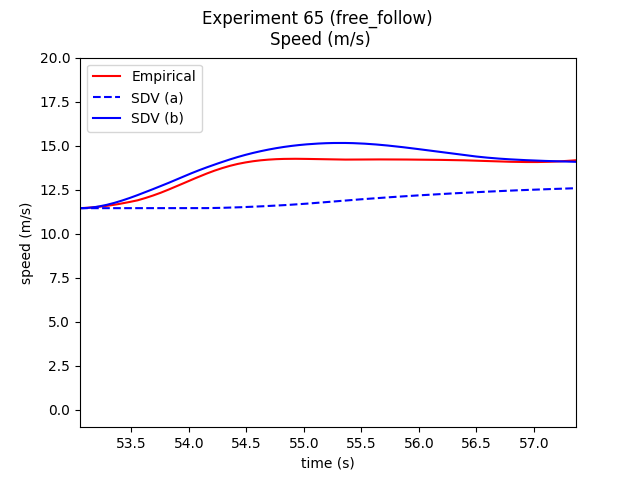 Experiment 65 (free_follow)
Speed (m/s)
Empirical
SDV (a)
SDV (b)
speed (m/s)
20.0
17.5
15.0
12.5
10.0
7.5
5.0
2.5
0.0
53.5 54.0 54.5 55.0 55.5 56.0 56.5 57.0
time (s)